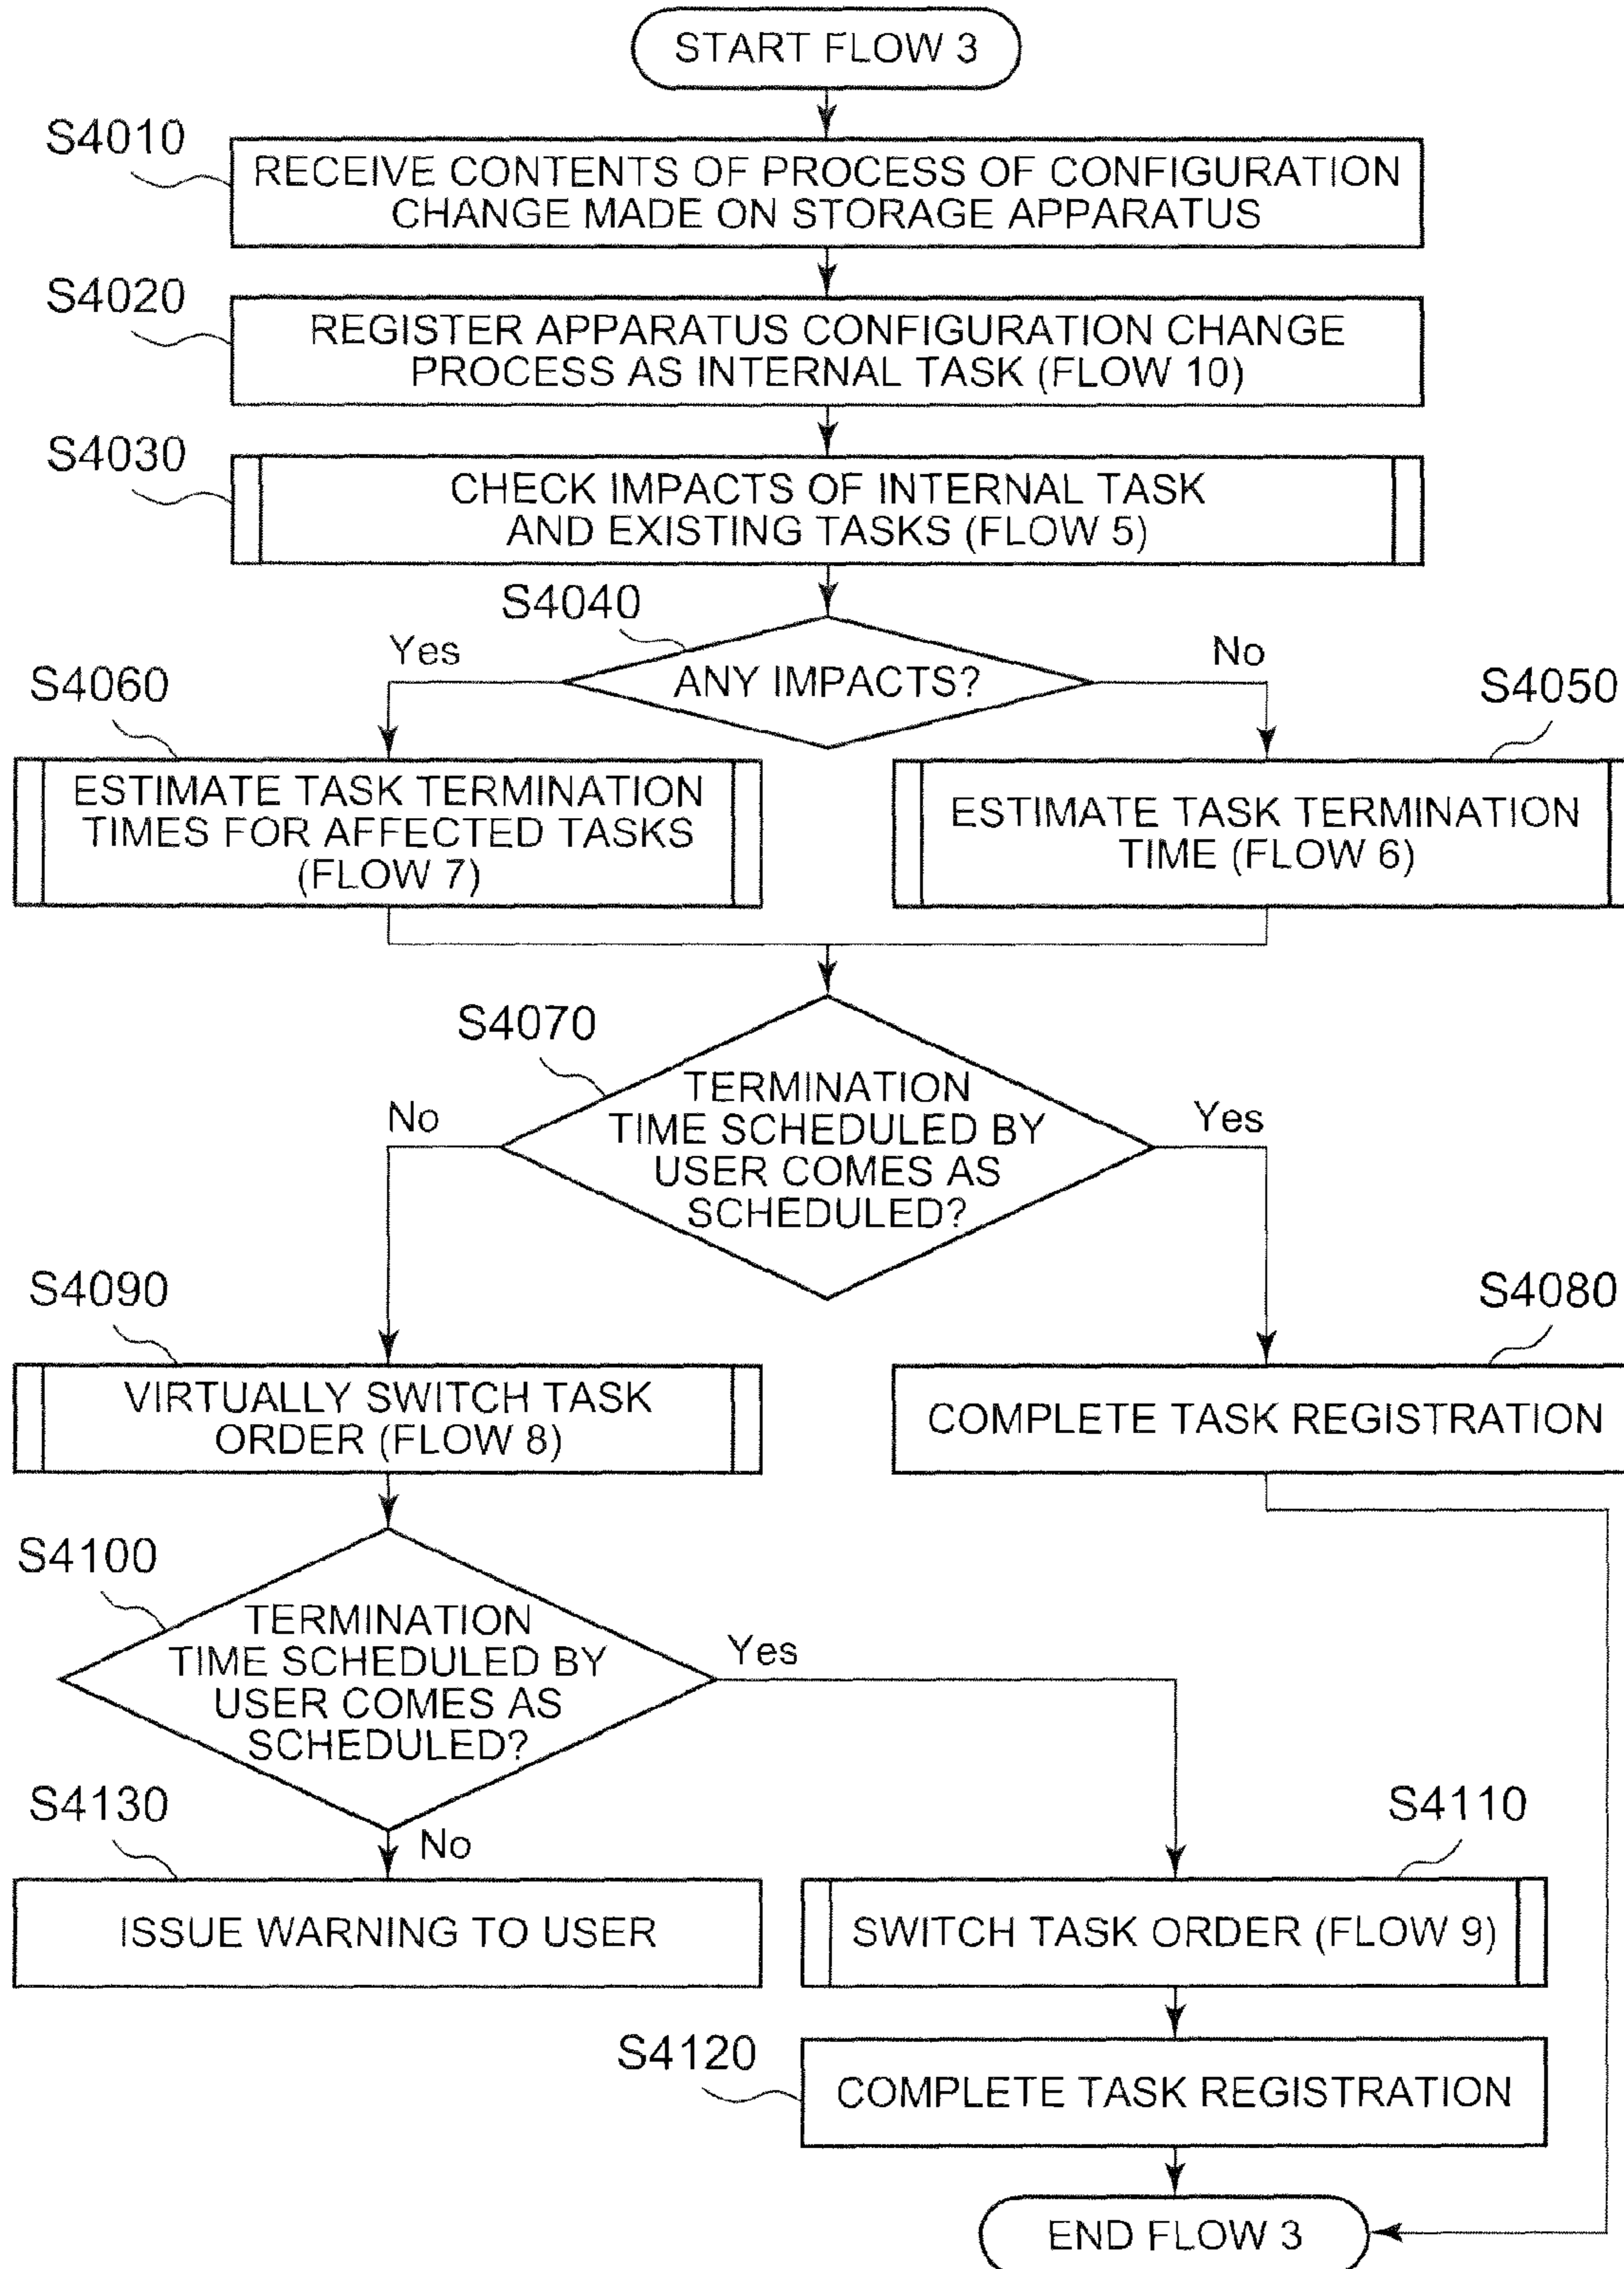 START FLOW 3
S4010
RECEIVE CONTENTS OF PROCESS OF CONFIGURATION
CHANGE MADE ON STORAGE APPARATUS
S4020
REGISTER APPARATUS CONFIGURATION CHANGE
PROCESS AS INTERNAL TASK (FLOW 10)
S4030
CHECK IMPACTS OF INTERNAL TASK
AND EXISTING TASKS (FLOW 5)
S4040
ANY IMPACTS?
Yes
No
S4060
ESTIMATE TASK TERMINATION
TIMES FOR AFFECTED TASKS
(FLOW 7)
S4050
ESTIMATE TASK TERMINATION
TIME (FLOW 6)
S4070
TERMINATION
TIME SCHEDULED BY
USER COMES AS
SCHEDULED?
No
Yes
S4090
VIRTUALLY SWITCH TASK
ORDER (FLOW 8)
S4080
COMPLETE TASK REGISTRATION
S4100
TERMINATION
TIME SCHEDULED BY
USER COMES AS
SCHEDULED?
Yes
No
S4130
ISSUE WARNING TO USER
S4110
SWITCH TASK ORDER (FLOW 9)
S4120
COMPLETE TASK REGISTRATION
END FLOW 3